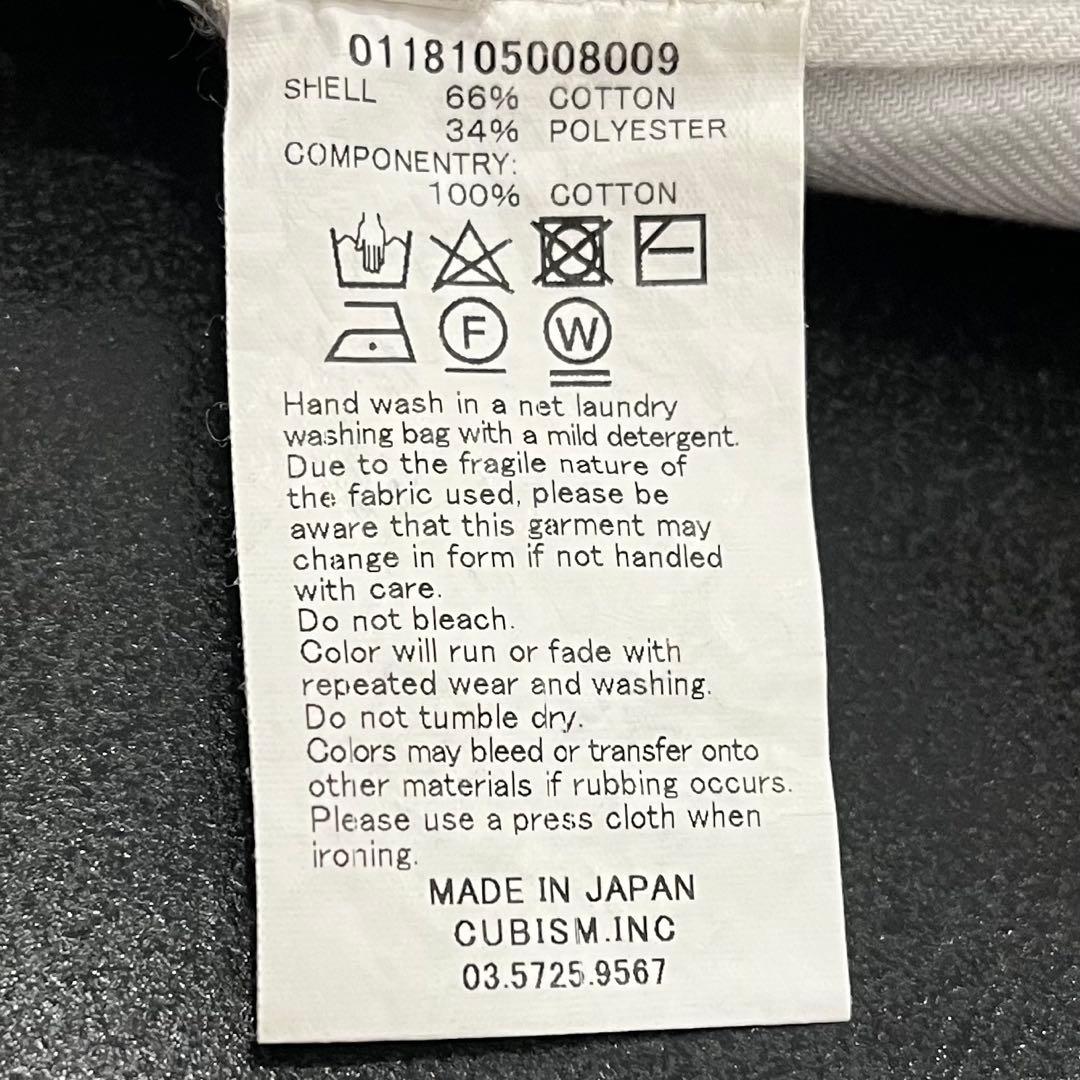 0118105008009
SHELL 66% COTTON
34% POLYESTER
COMPONENTRY:
100% COTTON
F W
Hand wash in a net laundry
washing bag with a mild detergent.
Due to the fragile nature of
the fabric used, please be
aware that this garment may
change in form if not handled
with care.
Do not bleach.
Color will run or fade with
repeated wear and washing.
Do not tumble dry.
Colors may bleed or transfer onto
other materials if rubbing occurs.
Please use a press cloth when
ironing.
MADE IN JAPAN
CUBISM.INC
03.5725.9567